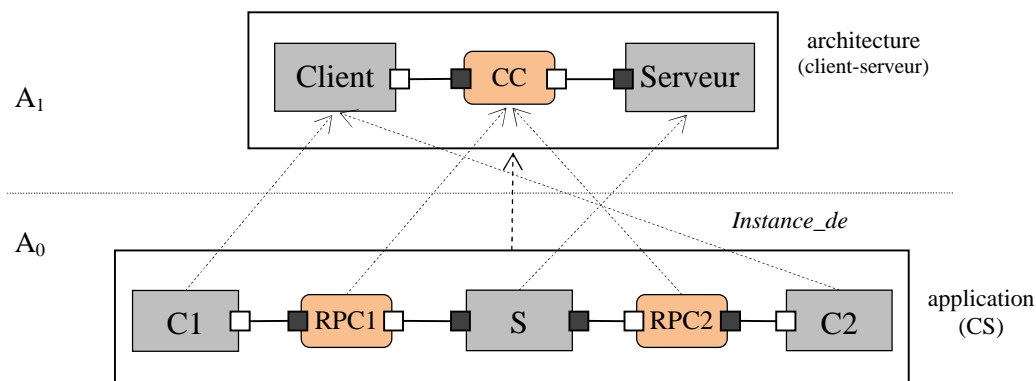 architecture
(client-serveur)
Client
CC
Serveur
A1
A0
Instance_de
application
(CS)
C1
RPC1
S
RPC2
C2